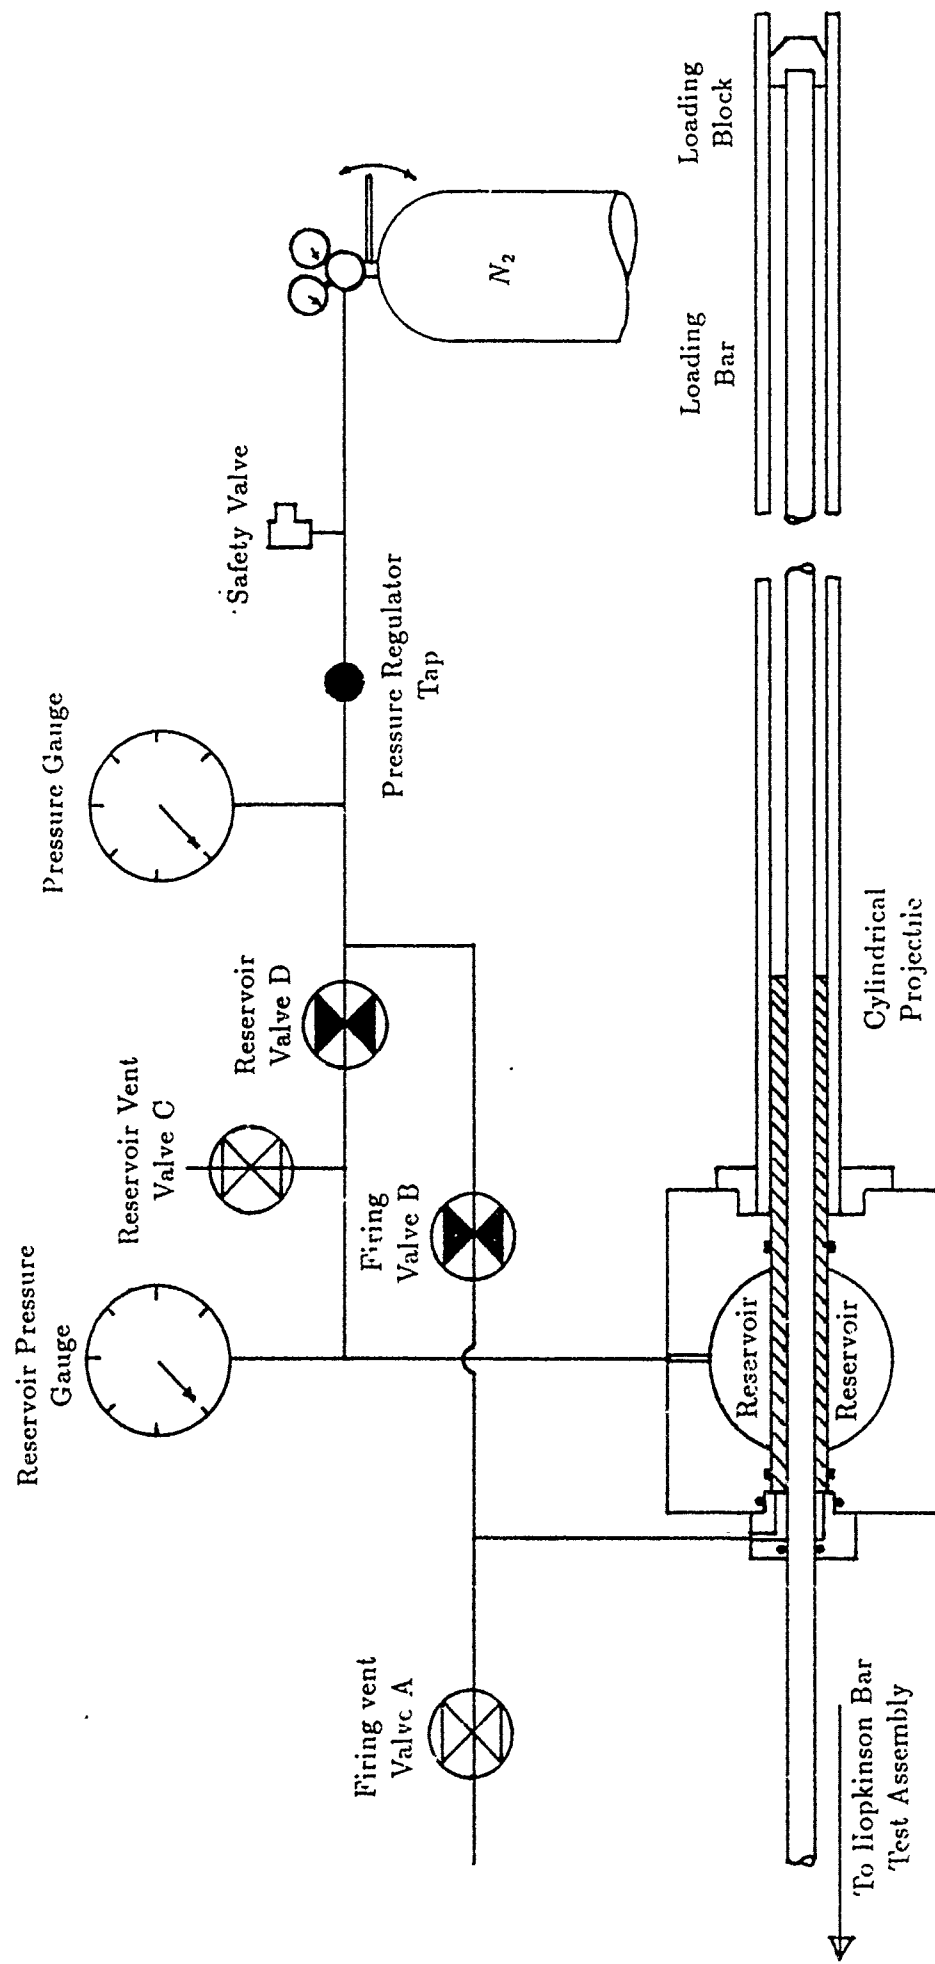 Reservoir Pressure
Gauge
Reservoir Vent
Valve C
Reservoir
Valve D
Pressure Gauge
Safety Valve
Firing
Valve B
Pressure Regulator
Tap
N₂
Firing vent
Valve A
Reservoir
Reservoir
Cylindrical
Projectile
Loading
Bar
Loading
Block
To Hopkinson Bar
Test Assembly